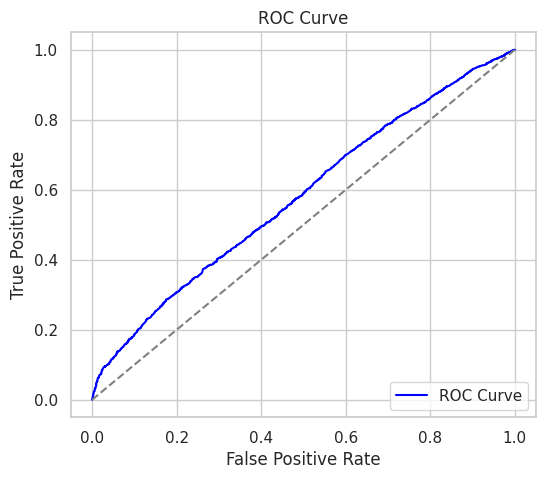 ROC Curve
True Positive Rate
1.0
0.8
0.6
0.4
0.2
0.0
ROC Curve
0.0 0.2 0.4 0.6 0.8 1.0
False Positive Rate